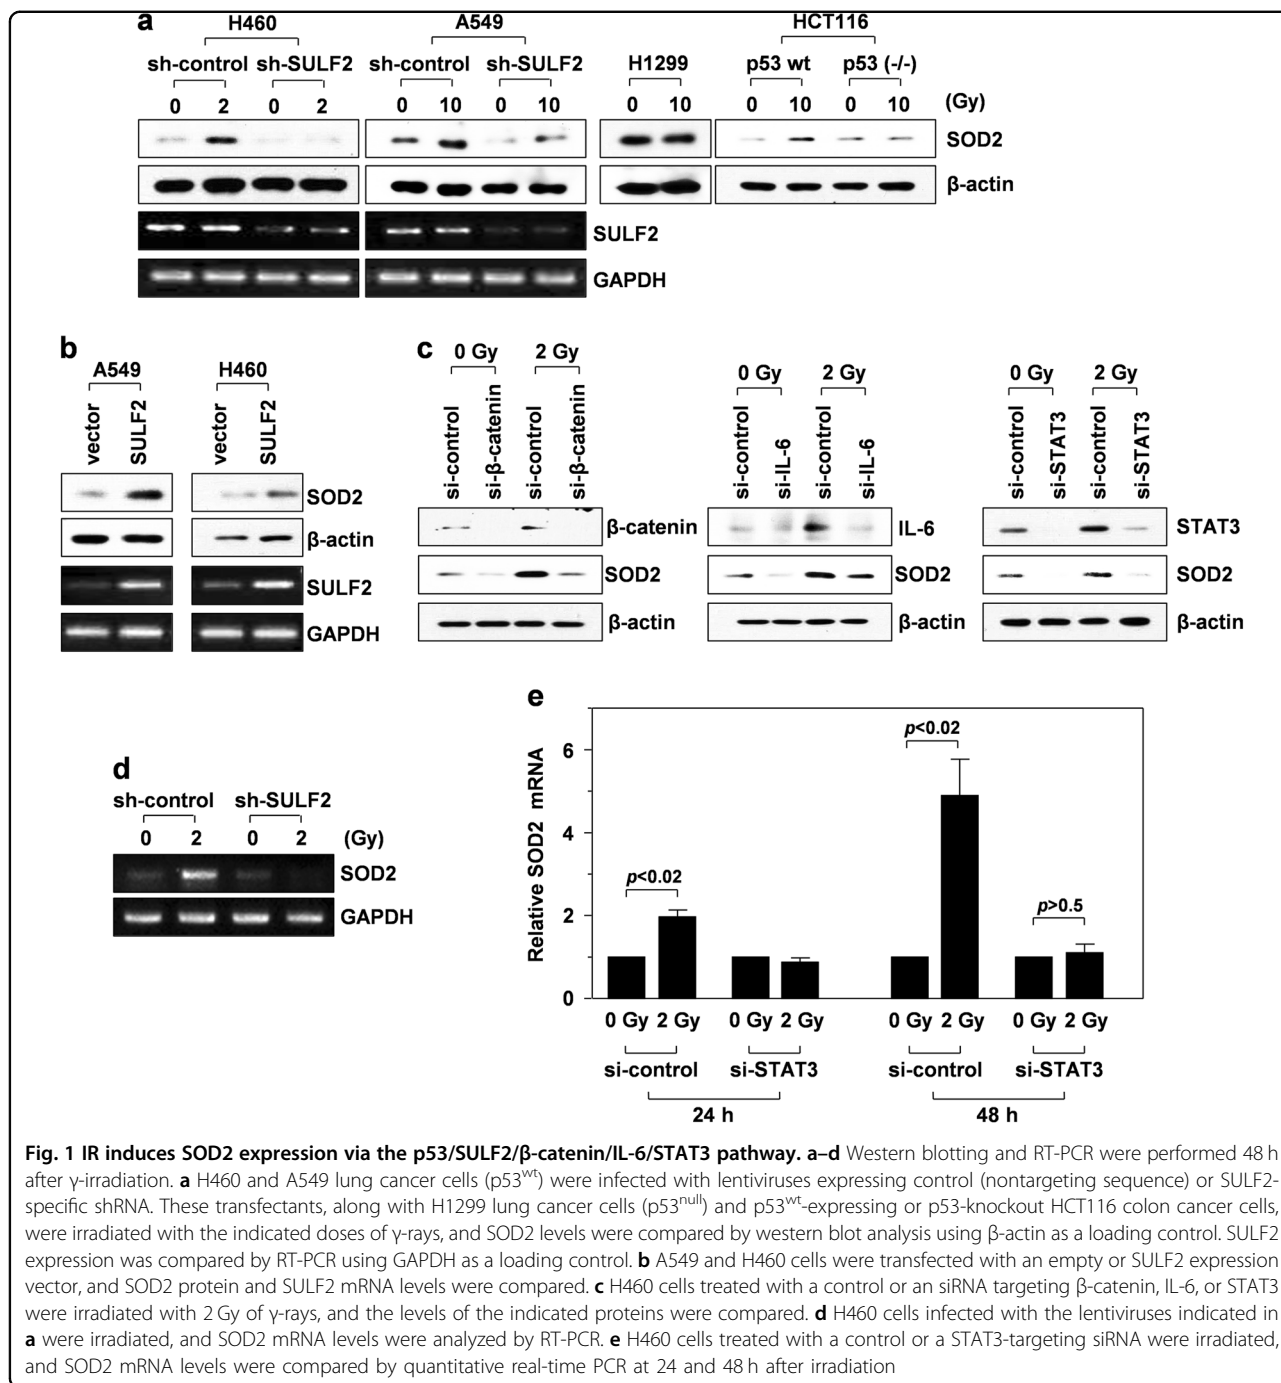 a
H460
A549
HCT116
sh-control sh-SULF2
sh-control sh-SULF2
H1299
p53 wt p53 (-/-)
0 2 0 2
0 10 0 10
0 10
0 10 0 10
(Gy)
SOD2
β-actin
SULF2
GAPDH
b
A549
H460
vector
SULF2
vector
SULF2
SOD2
β-actin
SULF2
GAPDH
c
0 Gy 2 Gy
si-control
si-β-catenin
si-control
si-β-catenin
β-catenin
SOD2
β-actin
0 Gy 2 Gy
si-control
si-IL-6
si-control
si-IL-6
IL-6
SOD2
β-actin
0 Gy 2 Gy
si-control
si-STAT3
si-control
si-STAT3
STAT3
SOD2
β-actin
d
sh-control sh-SULF2
0 2 0 2 (Gy)
SOD2
GAPDH
e
Relative SOD2 mRNA
6
4
2
0
p<0.02
p<0.02
p>0.5
0 Gy 2 Gy 0 Gy 2 Gy 0 Gy 2 Gy 0 Gy 2 Gy
si-control si-STAT3 si-control si-STAT3
24 h 48 h
Fig. 1 IR induces SOD2 expression via the p53/SULF2/β-catenin/IL-6/STAT3 pathway. a–d Western blotting and RT-PCR were performed 48 h
after γ-irradiation. a H460 and A549 lung cancer cells (p53wt) were infected with lentiviruses expressing control (nontargeting sequence) or SULF2-
specific shRNA. These transfectants, along with H1299 lung cancer cells (p53null) and p53wt-expressing or p53-knockout HCT116 colon cancer cells,
were irradiated with the indicated doses of γ-rays, and SOD2 levels were compared by western blot analysis using β-actin as a loading control. SULF2
expression was compared by RT-PCR using GAPDH as a loading control. b A549 and H460 cells were transfected with an empty or SULF2 expression
vector, and SOD2 protein and SULF2 mRNA levels were compared. c H460 cells treated with a control or an siRNA targeting β-catenin, IL-6, or STAT3
were irradiated with 2 Gy of γ-rays, and the levels of the indicated proteins were compared. d H460 cells infected with the lentiviruses indicated in
a were irradiated, and SOD2 mRNA levels were analyzed by RT-PCR. e H460 cells treated with a control or a STAT3-targeting siRNA were irradiated,
and SOD2 mRNA levels were compared by quantitative real-time PCR at 24 and 48 h after irradiation